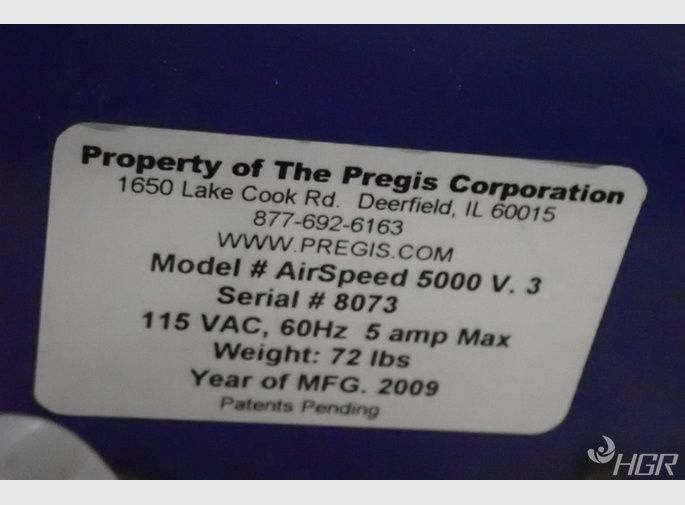 Property of The Pregis Corporation
1650 Lake Cook Rd. Deerfield, IL 60015
877-692-6163
WWW.PREGIS.COM
Model # AirSpeed 5000 V. 3
Serial # 8073
115 VAC, 60Hz 5 amp Max
Weight: 72 lbs
Year of MFG. 2009
Patents Pending
HGR